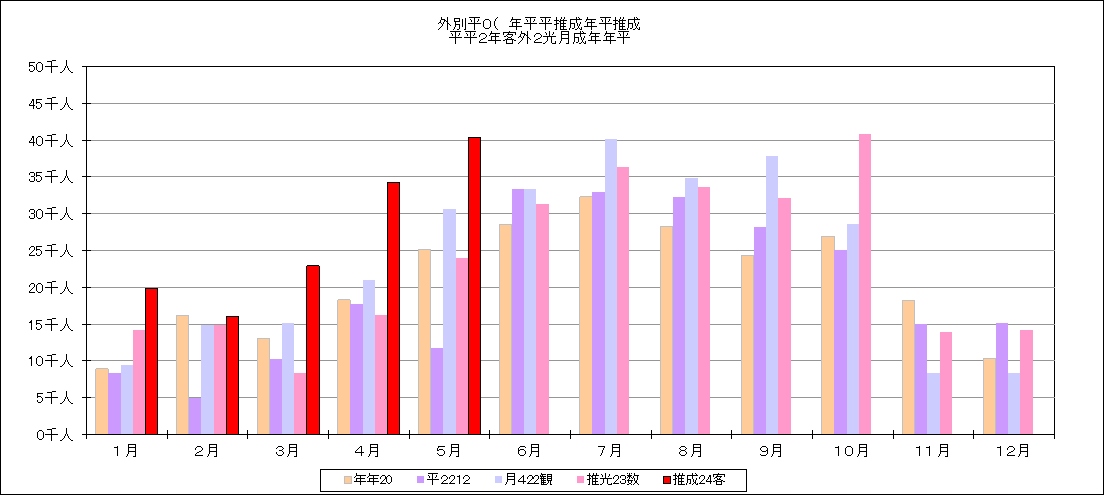 外別平0( 年平平推成年平推成
平平2年客外2光月成年年平
50千人
45千人
40千人
35千人
30千人
25千人
20千人
15千人
10千人
5千人
0千人
1月 2月 3月 4月 5月 6月 7月 8月 9月 10月 11月 12月
年年20 平2212 月422観 推光23数 推成24客